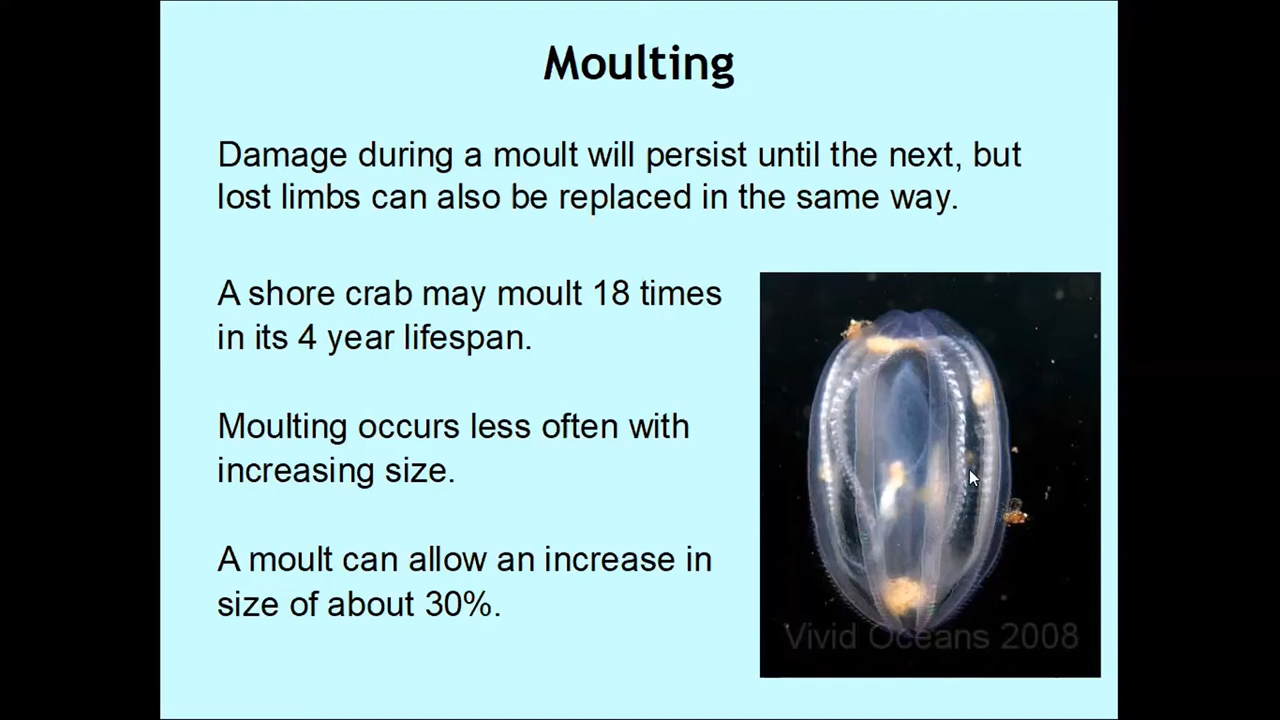 Moulting
Damage during a moult will persist until the next, but
lost limbs can also be replaced in the same way.
A shore crab may moult 18 times
in its 4 year lifespan.
Moulting occurs less often with
increasing size.
A moult can allow an increase in
size of about 30%.
Vivid Oceans 2008